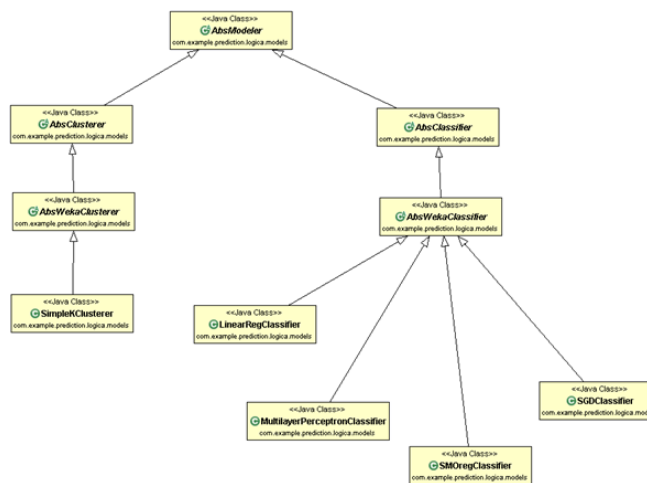 <<Java Class>>
AbsModeler
com.example.prediction.logica.models
<<Java Class>>
AbsClusterer
com.example.prediction.logica.models
<<Java Class>>
AbsClassifier
com.example.prediction.logica.models
<<Java Class>>
AbsWekaClusterer
com.example.prediction.logica.models
<<Java Class>>
AbsWekaClassifier
com.example.prediction.logica.models
<<Java Class>>
SimpleKClusterer
com.example.prediction.logica.models
<<Java Class>>
LinearRegClassifier
com.example.prediction.logica.models
<<Java Class>>
SGDClassifier
com.example.prediction.logica.models
<<Java Class>>
MultilayerPerceptronClassifier
com.example.prediction.logica.models
<<Java Class>>
SMOregClassifier
com.example.prediction.logica.models